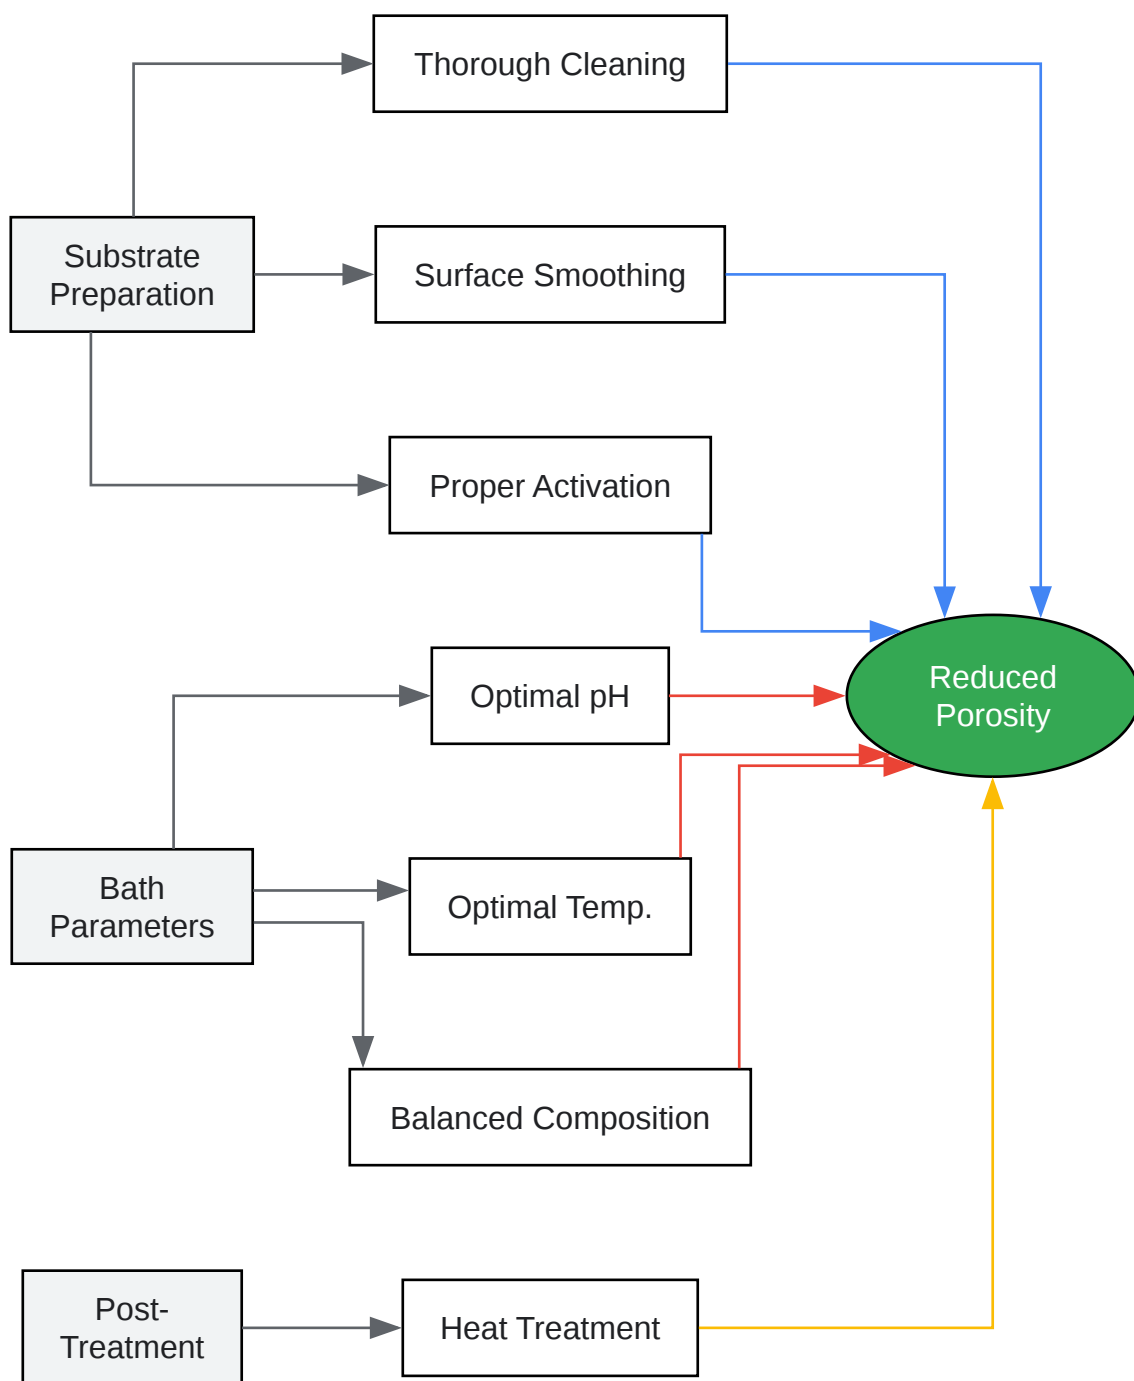 Thorough Cleaning
Substrate
Preparation
Surface Smoothing
Proper Activation
Optimal pH
Reduced
Porosity
Bath
Parameters
Optimal Temp.
Balanced Composition
Post-
Treatment
Heat Treatment